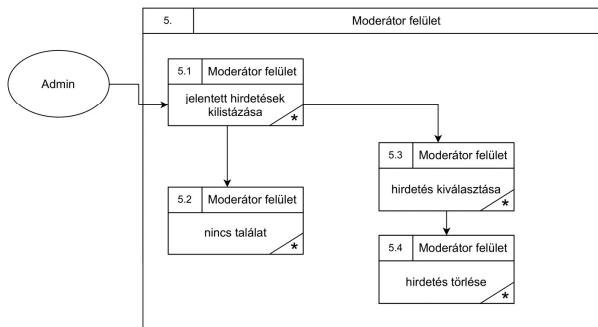 5. Moderátor felület
Admin
5.1 Moderátor felület
jelentett hirdetések
kilistázása
*
5.2 Moderátor felület
nincs találat
*
5.3 Moderátor felület
hirdetés kiválasztása
*
5.4 Moderátor felület
hirdetés törlése
*